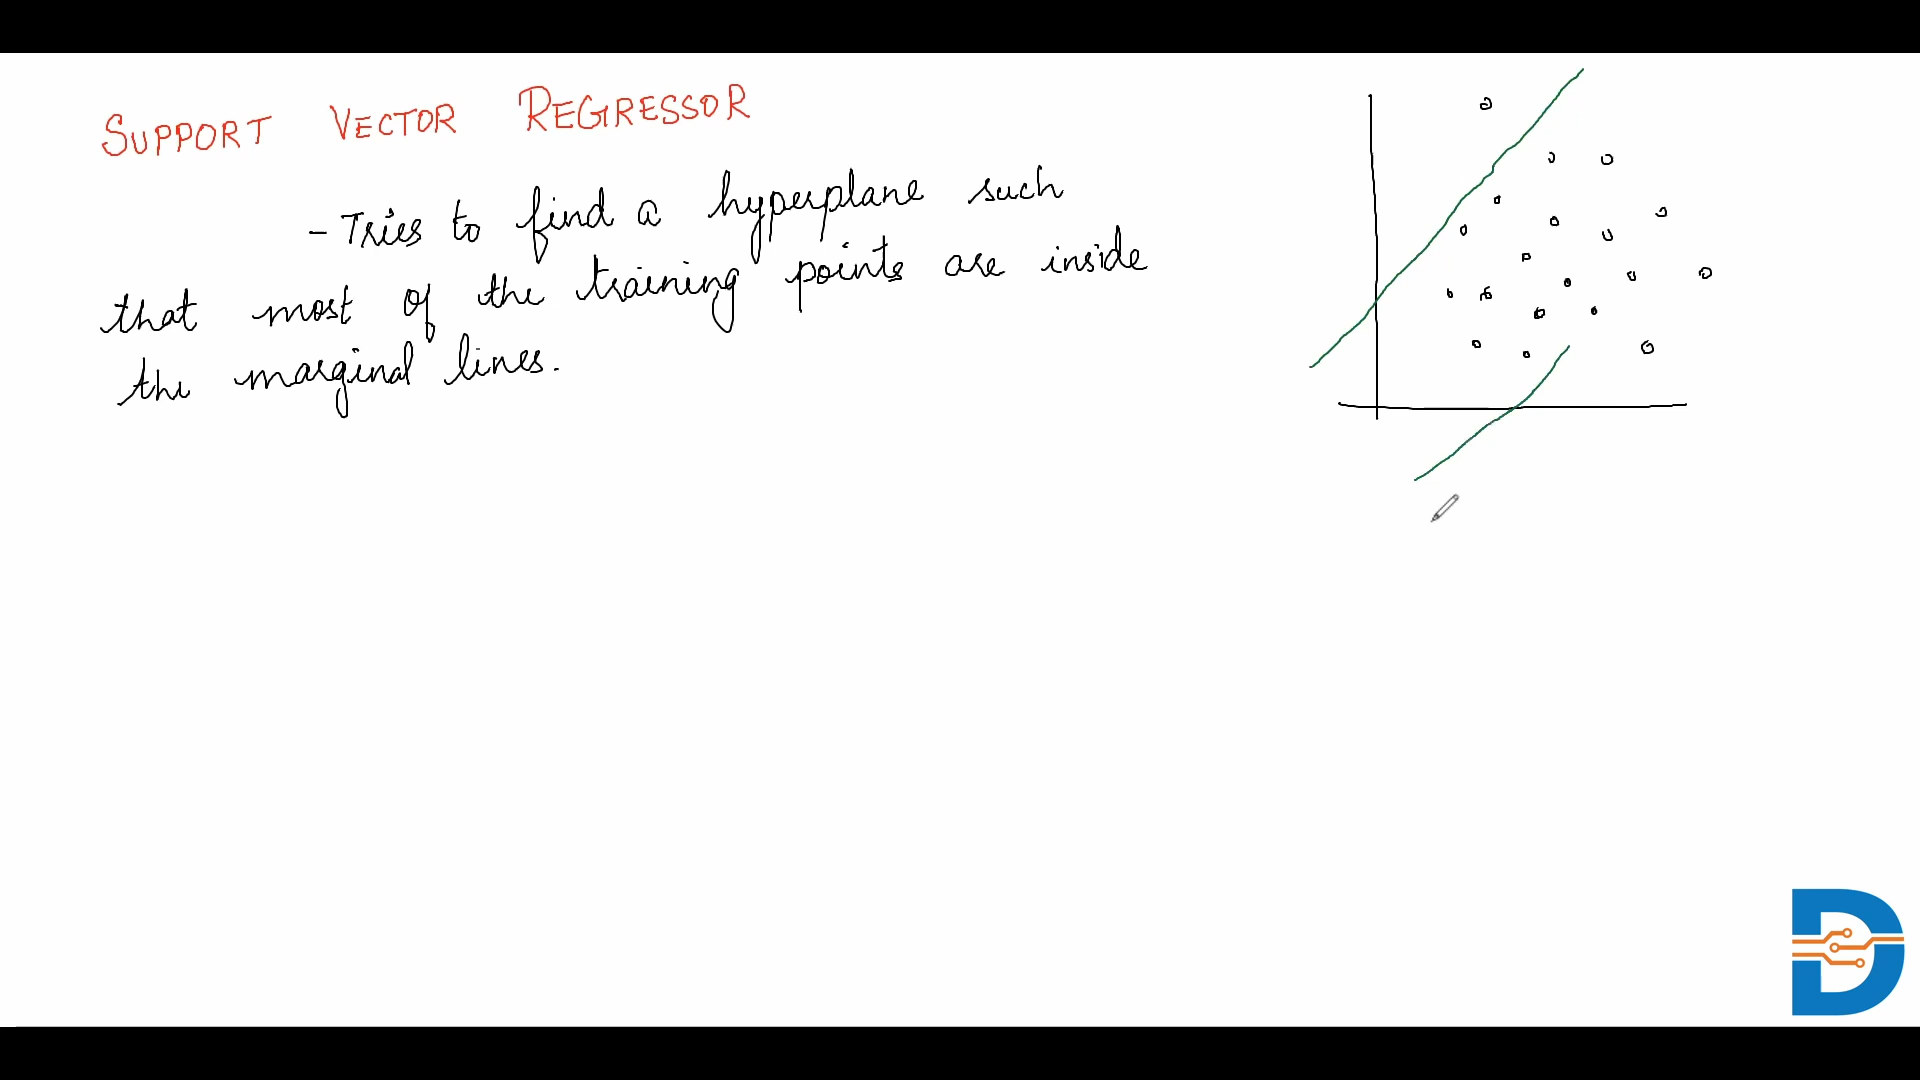 SUPPORT VECTOR REGRESSOR
- Tries to find a hyperplane such
that most of the training points are inside
the marginal lines.